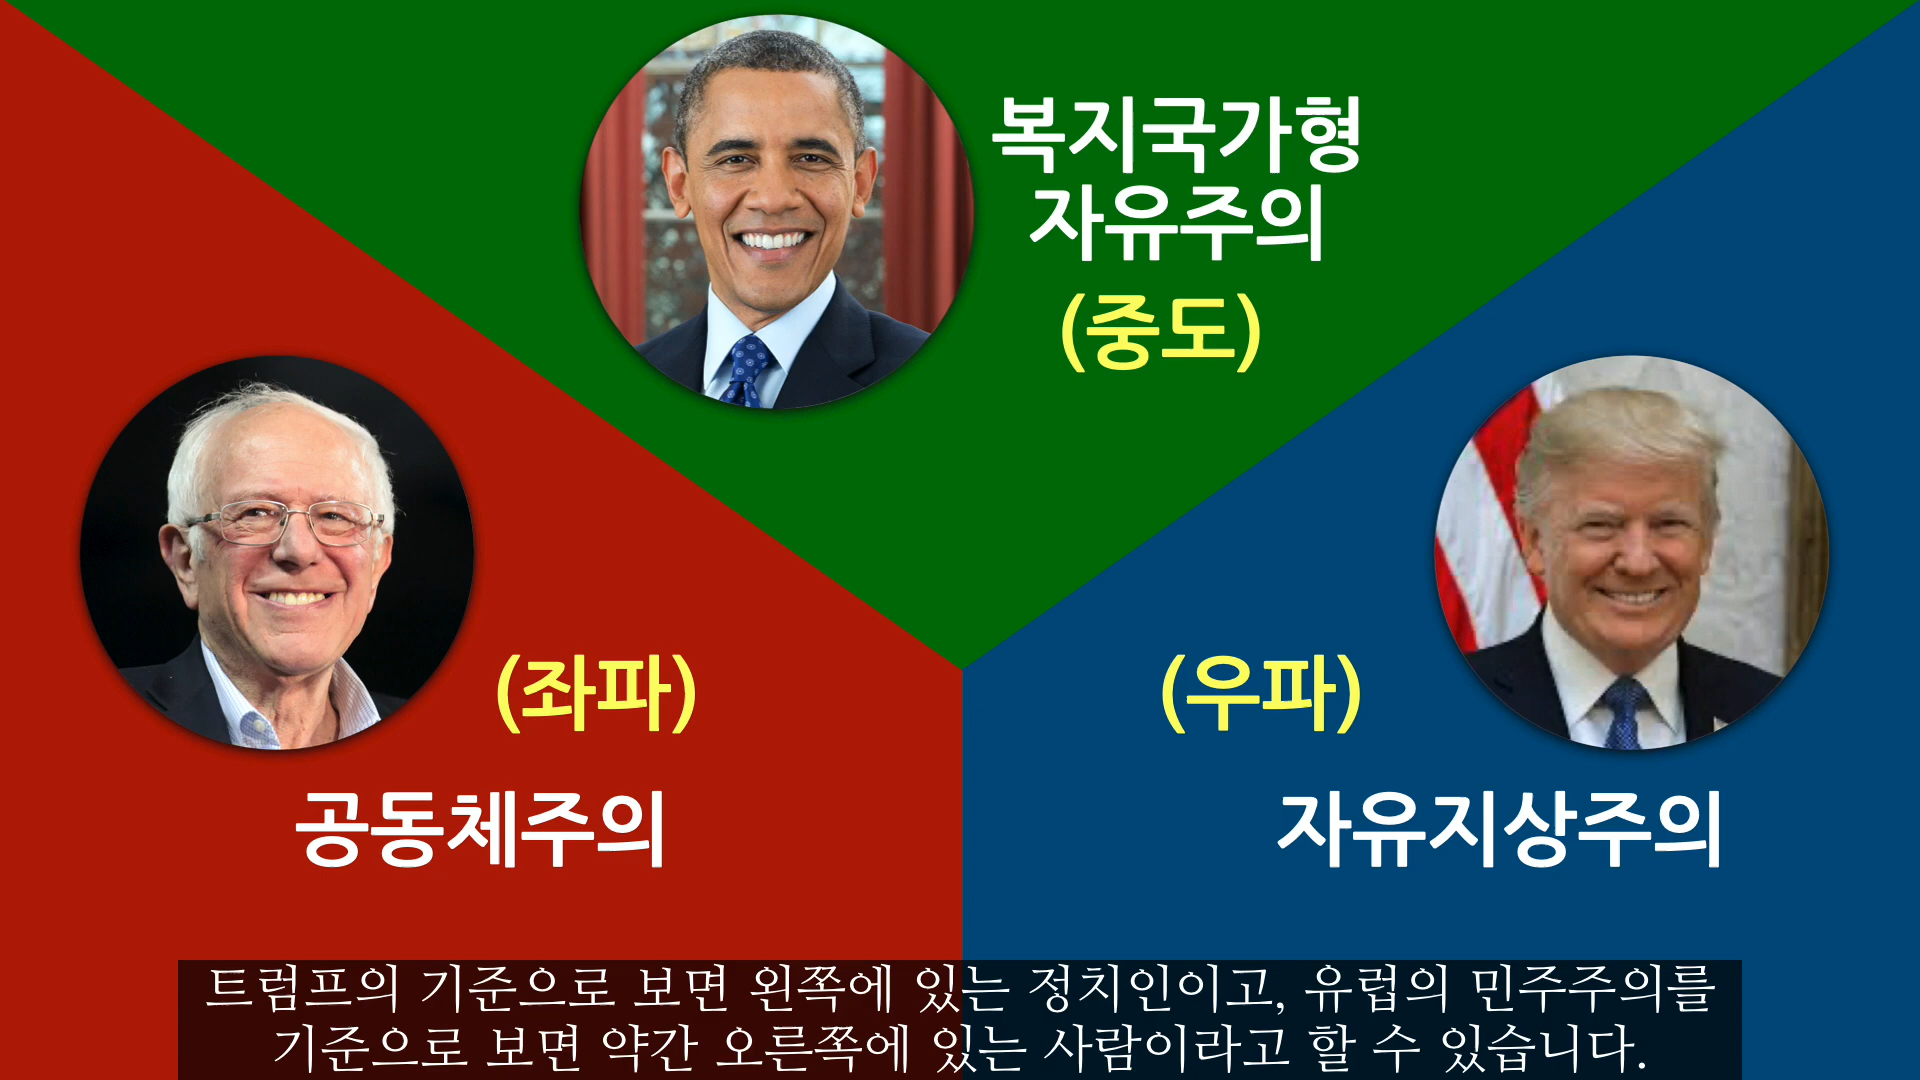 복지국가형
자유주의
(중도)
(좌파)
공동체주의
(우파)
자유지상주의
트럼프의 기준으로 보면 왼쪽에 있는 정치인이고, 유럽의 민주주의를
기준으로 보면 약간 오른쪽에 있는 사람이라고 할 수 있습니다.